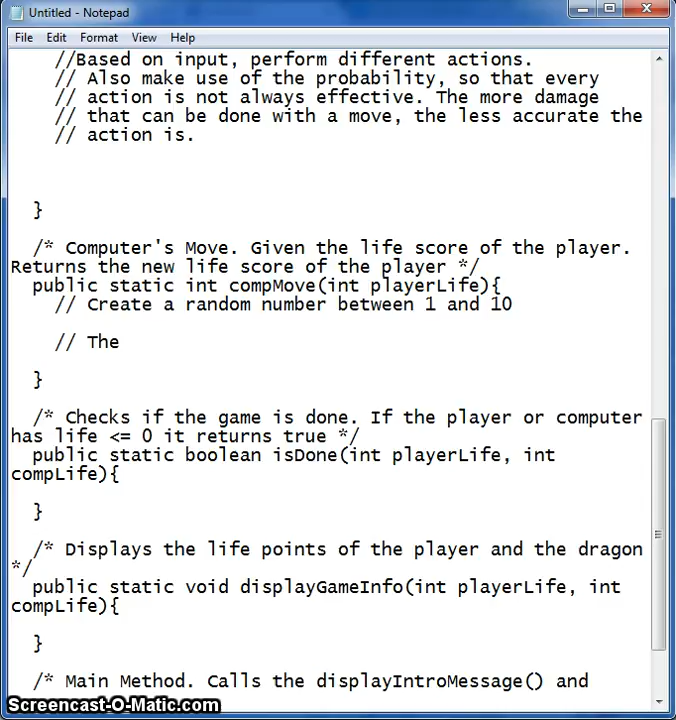 Untitled - Notepad
File Edit Format View Help
//Based on input, perform different actions.
// Also make use of the probability, so that every
// action is not always effective. The more damage
// that can be done with a move, the less accurate the
// action is.
}
/* Computer's Move. Given the life score of the player.
Returns the new life score of the player */
public static int compMove(int playerLife){
// Create a random number between 1 and 10
// The
}
/* Checks if the game is done. If the player or computer
has life <= 0 it returns true */
public static boolean isDone(int playerLife, int
compLife){
}
/* Displays the life points of the player and the dragon
*/
public static void displayGameInfo(int playerLife, int
compLife){
}
/* Main Method. Calls the displayIntroMessage() and
Screencast-O-Matic.com